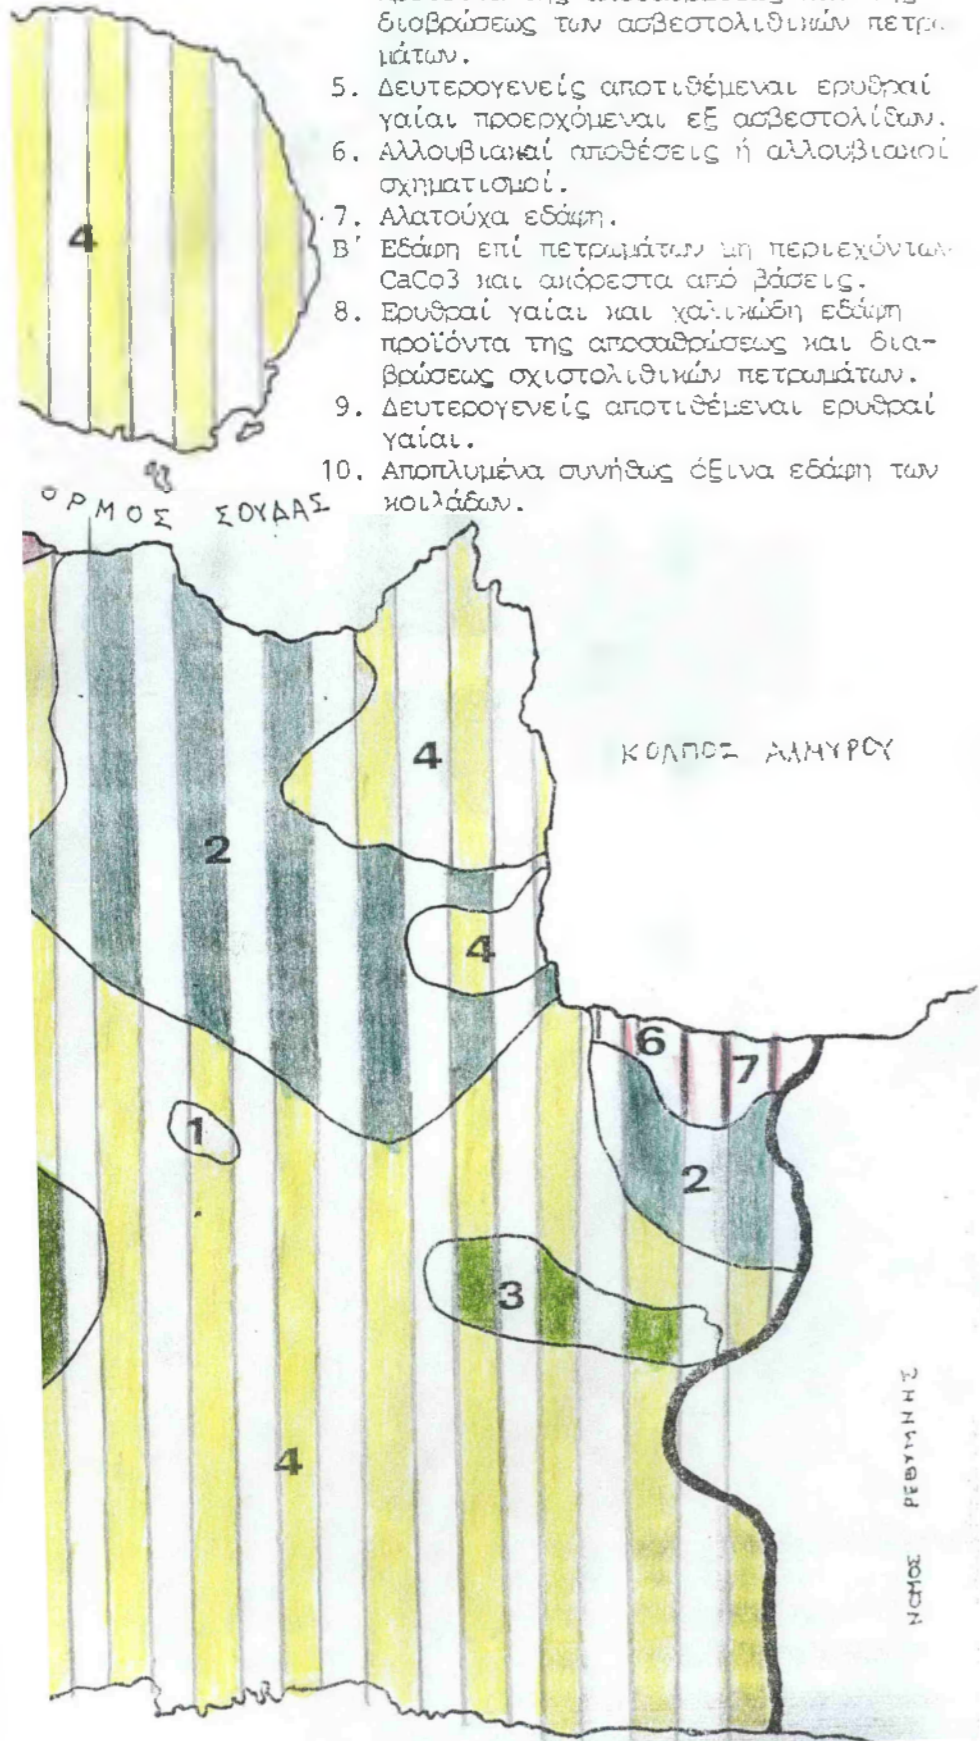 διαβρώσεως των ασβεστολιθικών πετρω
μάτων.
5. Δευτερογενείς αποτιθέμεναι ερυθραί
γαίαι προερχόμεναι εξ ασβεστολίθων.
6. Αλλουβιακαί αποθέσεις ή αλλουβιακοί
σχηματισμοί.
7. Αλατούχα εδάφη.
Β' Εδάφη επί πετρωμάτων μη περιεχόντων
CaCo3 και ακόρεστα από βάσεις.
8. Ερυθραί γαίαι και χαλικώδη εδάφη
προϊόντα της αποσαθρώσεως και δια-
βρώσεως σχιστολιθικών πετρωμάτων.
9. Δευτερογενείς αποτιθέμεναι ερυθραί
γαίαι.
10. Αποπλυμένα συνήθως όξινα εδάφη των
κοιλάδων.
4
ΟΡΜΟΣ ΣΟΥΔΑΣ
4
ΚΟΛΠΟΣ ΑΛΜΥΡΟΥ
2
4
6
7
1
2
3
4
ΝΟΜΟΣ ΡΕΘΥΜΝΗΣ